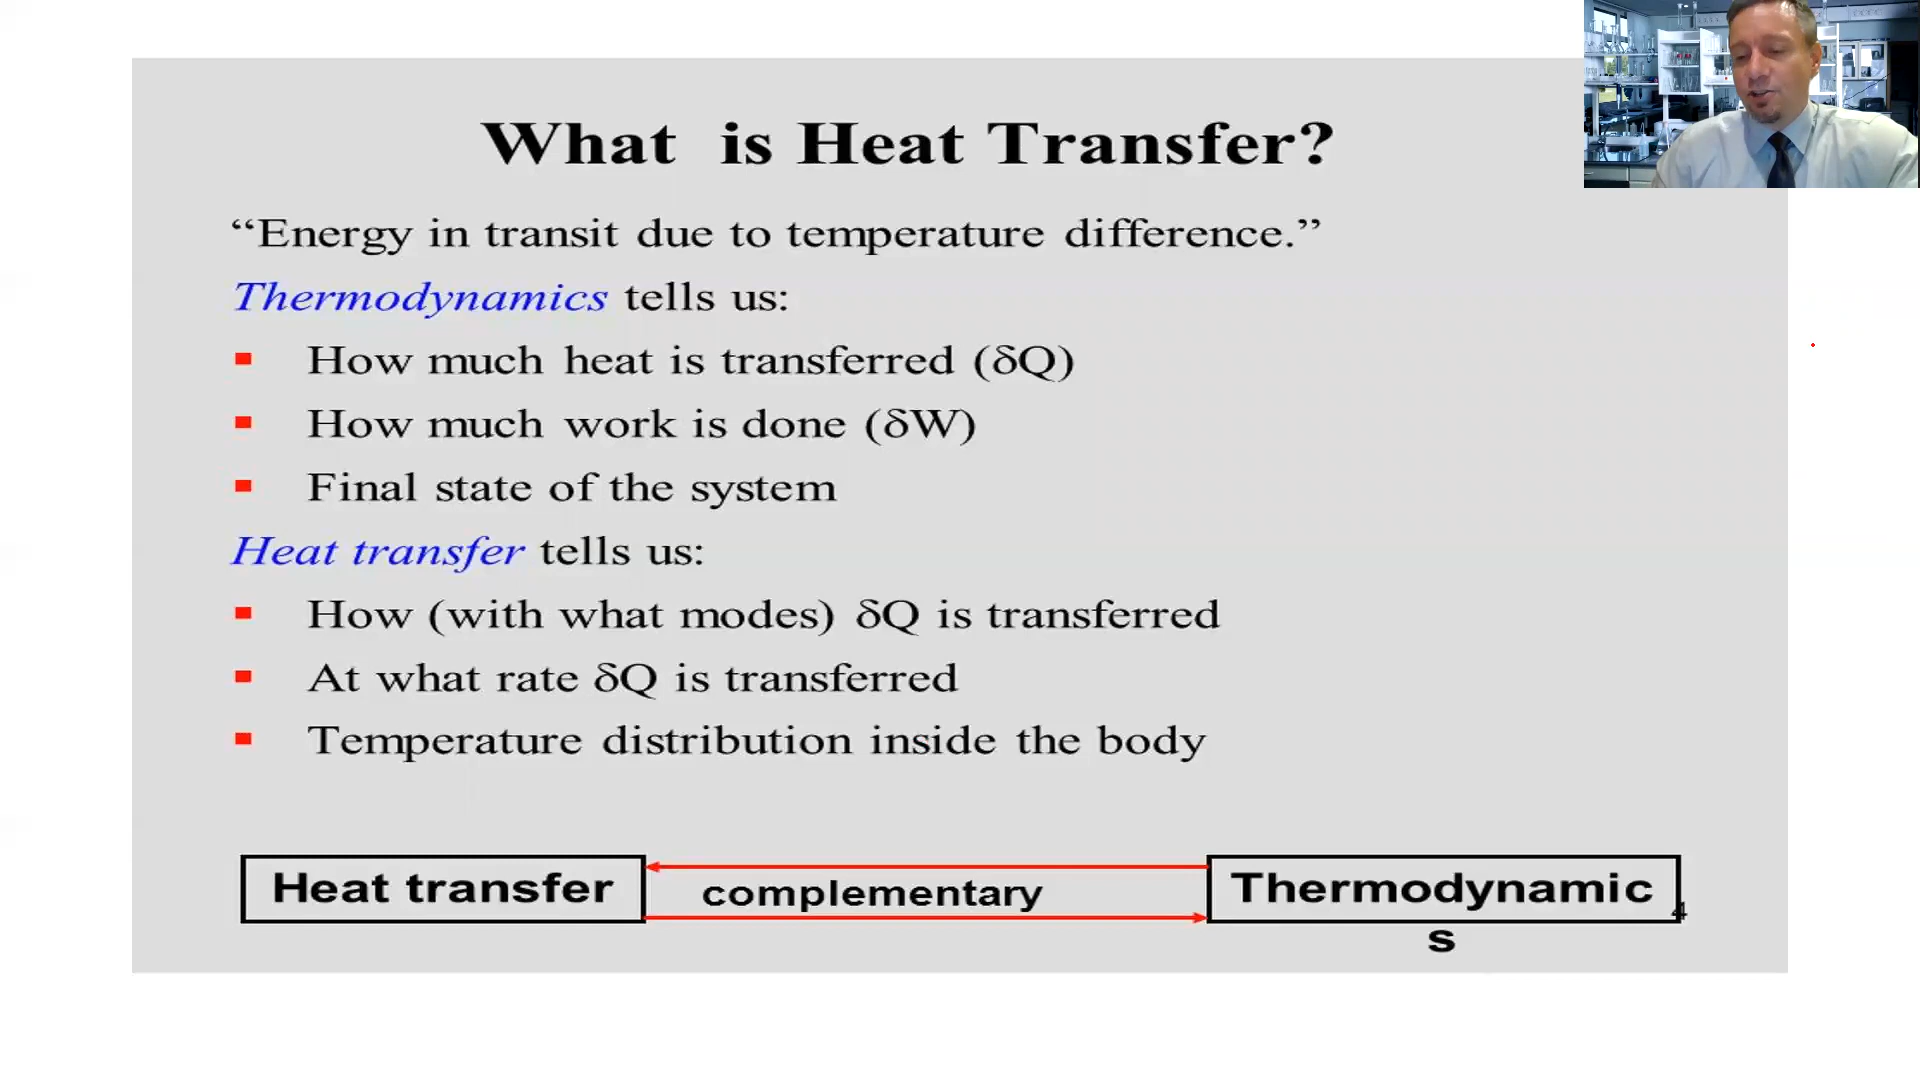 What is Heat Transfer?
“Energy in transit due to temperature difference.”
Thermodynamics tells us:
How much heat is transferred (δQ)
How much work is done (δW)
Final state of the system
Heat transfer tells us:
How (with what modes) δQ is transferred
At what rate δQ is transferred
Temperature distribution inside the body
Heat transfer
complementary
Thermodynamic
s
4